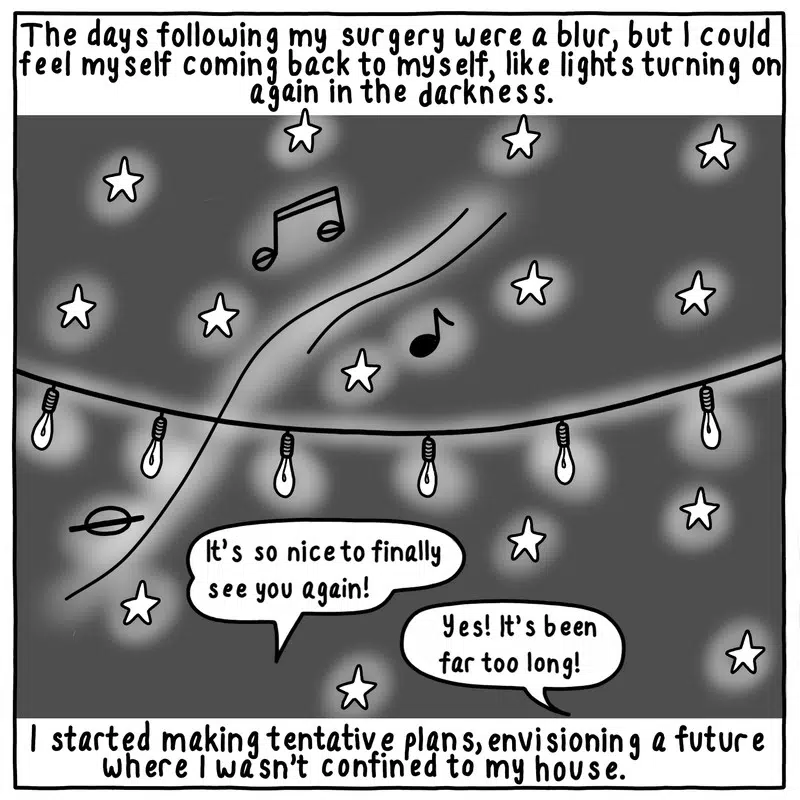 The days following my surgery were a blur, but I could
feel myself coming back to myself, like lights turning on
again in the darkness.
It's so nice to finally
see you again!
Yes! It's been
far too long!
I started making tentative plans, envisioning a future
where I wasn't confined to my house.